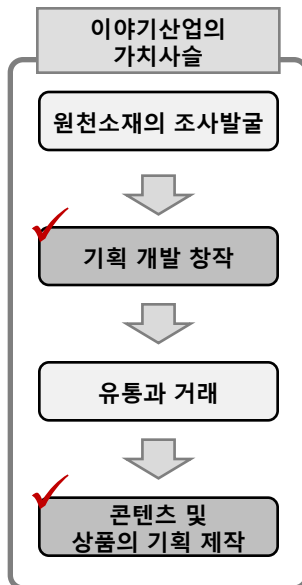 이야기산업의
가치사슬
원천소재의 조사발굴
기획 개발 창작
유통과 거래
콘텐츠 및
상품의 기획 제작